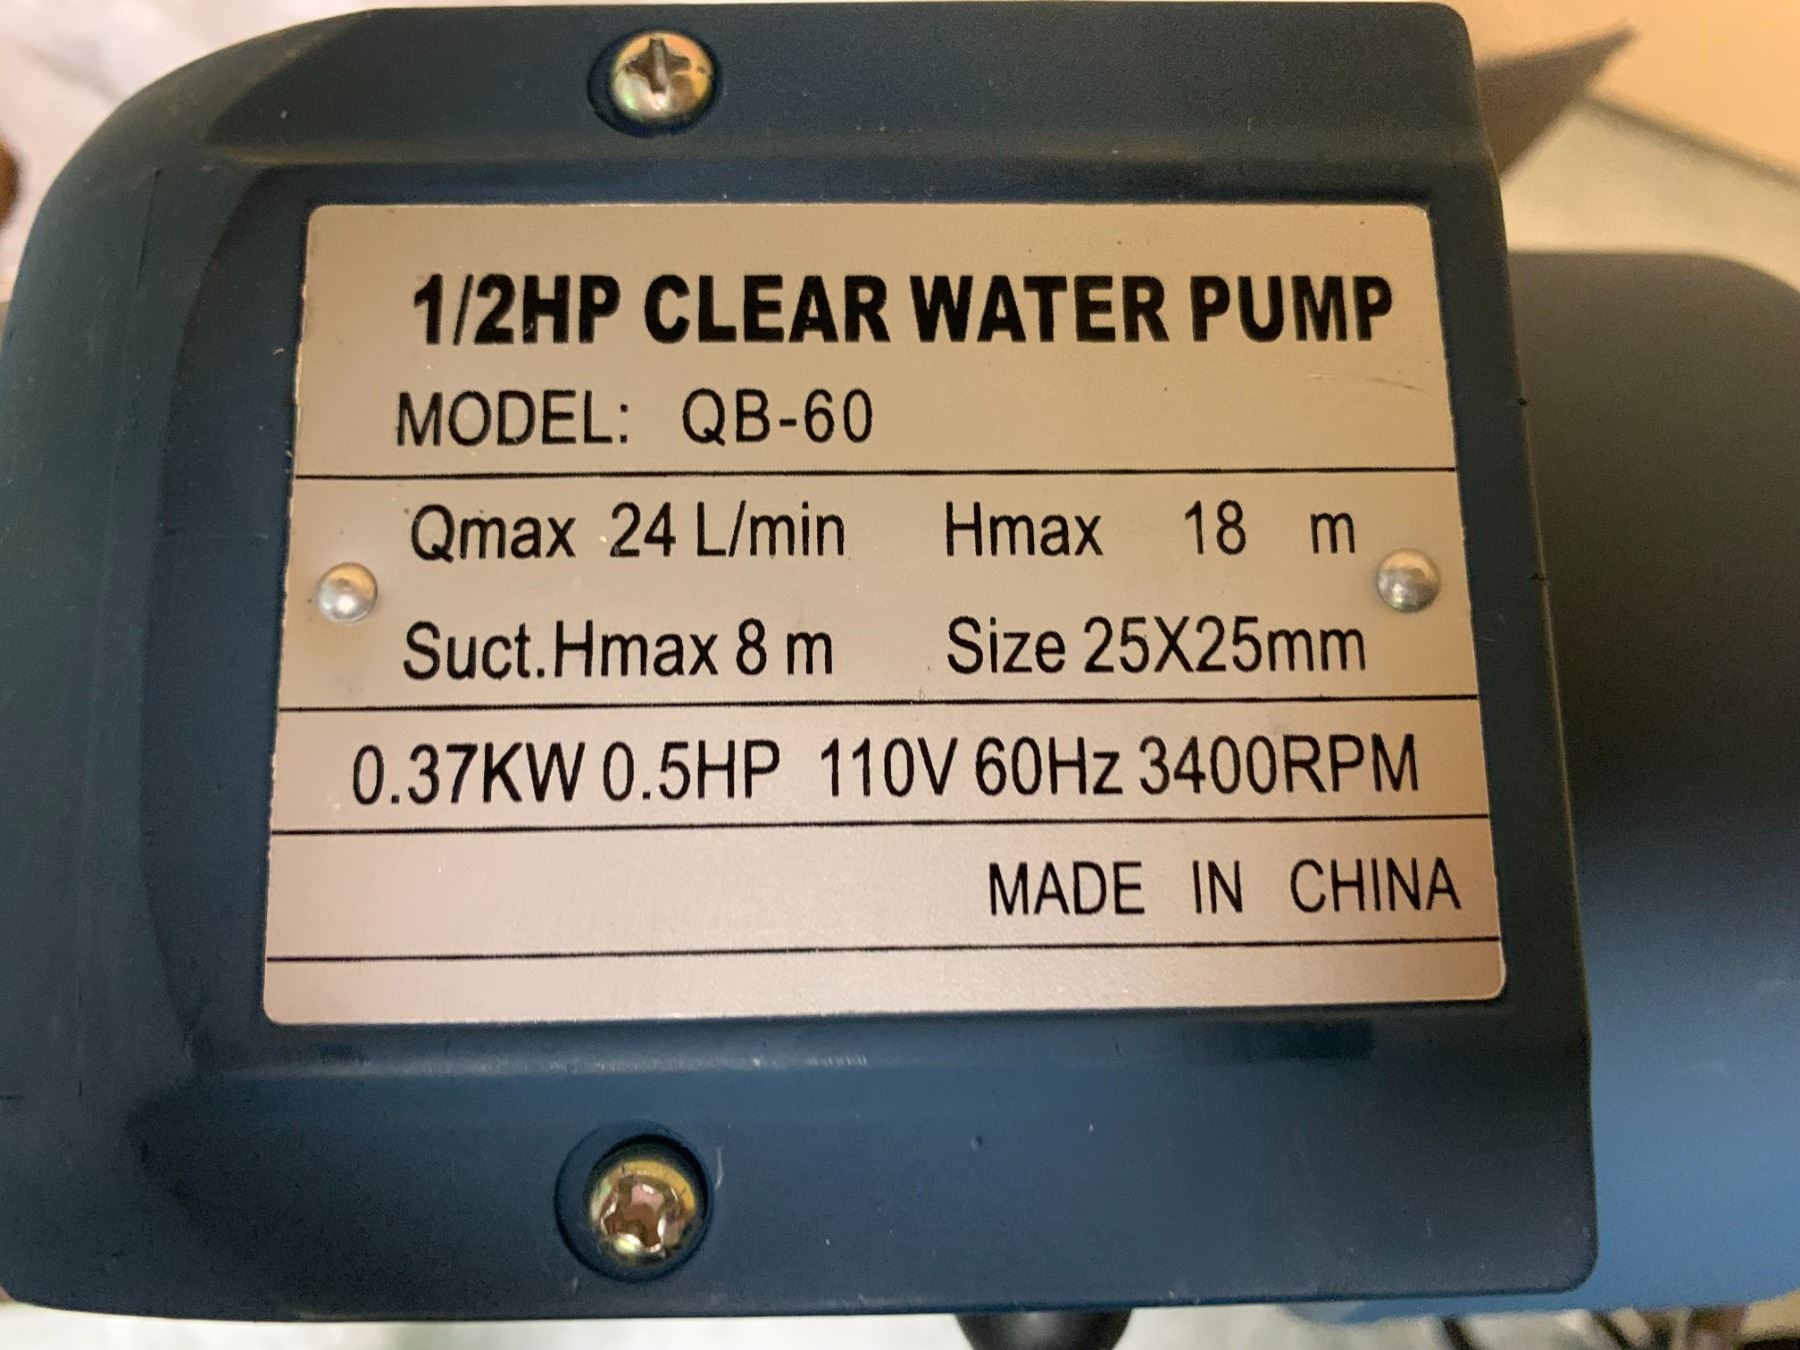 1/2HP CLEAR WATER PUMP
MODEL: QB-60
Qmax 24 L/min Hmax 18 m
Suct.Hmax 8 m Size 25X25mm
0.37KW 0.5HP 110V 60Hz 3400RPM
MADE IN CHINA